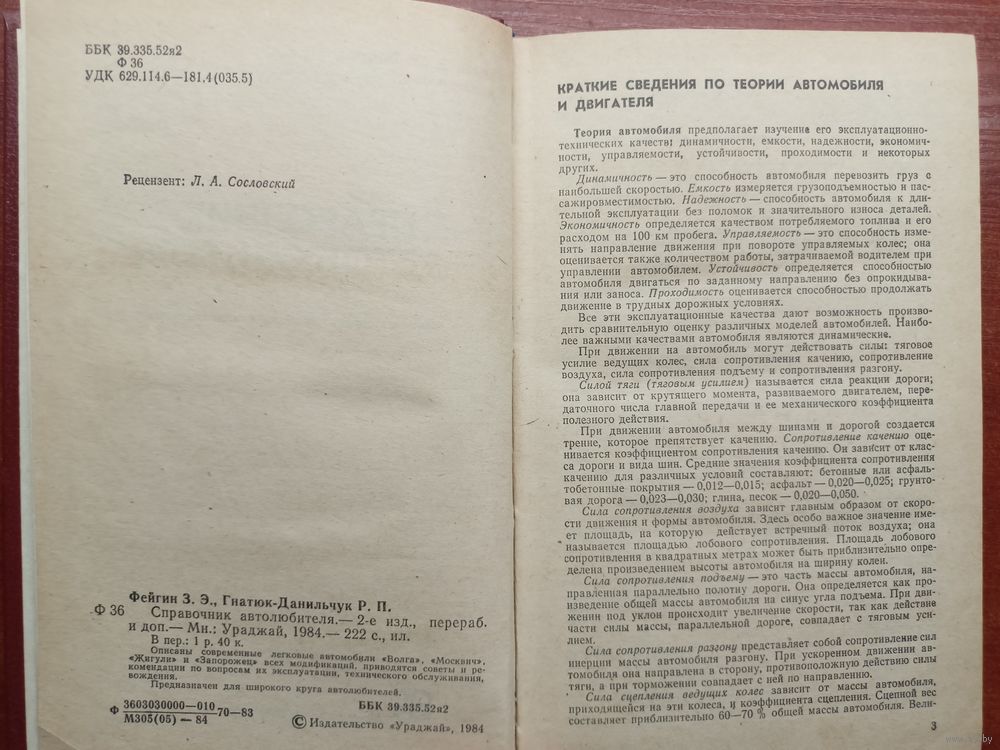 ББК 39.335.52я2
Ф 36
УДК 629.114.6—181.4(035.5)
Рецензент: Л. А. Сословский
Фейгин З. Э., Гнатюк-Данильчук Р. П.
Ф 36 Справочник автолюбителя.— 2-е изд., перераб.
и доп.— Мн.: Ураджай, 1984.— 222 с., ил.
В пер.: 1 р. 40 к.
Описаны современные легковые автомобили «Волга», «Москвич»,
«Жигули» и «Запорожец» всех модификаций, приводятся советы и ре-
комендации по вопросам их эксплуатации, технического обслуживания,
вождения.
Предназначен для широкого круга автолюбителей.
Ф 3603030000—010 70—83
М305(05) — 84
ББК 39.335.52я2
© Издательство «Ураджай», 1984
КРАТКИЕ СВЕДЕНИЯ ПО ТЕОРИИ АВТОМОБИЛЯ
И ДВИГАТЕЛЯ
Теория автомобиля предполагает изучение его эксплуатационно-
технических качеств: динамичности, емкости, надежности, экономич-
ности, управляемости, устойчивости, проходимости и некоторых
других.
Динамичность — это способность автомобиля перевозить груз с
наибольшей скоростью. Емкость измеряется грузоподъемностью и пас-
сажировместимостью. Надежность — способность автомобиля к дли-
тельной эксплуатации без поломок и значительного износа деталей.
Экономичность определяется качеством потребляемого топлива и его
расходом на 100 км пробега. Управляемость — это способность изме-
нять направление движения при повороте управляемых колес; она
оценивается также количеством работы, затрачиваемой водителем при
управлении автомобилем. Устойчивость определяется способностью
автомобиля двигаться по заданному направлению без опрокидыва-
ния или заноса. Проходимость оценивается способностью продолжать
движение в трудных дорожных условиях.
Все эти эксплуатационные качества дают возможность произво-
дить сравнительную оценку различных моделей автомобилей. Наибо-
лее важными качествами автомобиля являются динамические.
При движении на автомобиль могут действовать силы: тяговое
усилие ведущих колес, сила сопротивления качению, сопротивление
воздуха, сила сопротивления подъему и сопротивления разгону.
Силой тяги (тяговым усилием) называется сила реакции дороги;
она зависит от крутящего момента, развиваемого двигателем, пере-
даточного числа главной передачи и ее механического коэффициента
полезного действия.
При движении автомобиля между шинами и дорогой создается
трение, которое препятствует качению. Сопротивление качению оце-
нивается коэффициентом сопротивления качению. Он зависит от клас-
са дороги и вида шин. Средние значения коэффициента сопротивления
качению для различных условий составляют: бетонные или асфаль-
тобетонные покрытия — 0,012—0,015; асфальт — 0,020—0,025; грунто-
вая дорога — 0,023—0,030; глина, песок — 0,020—0,050.
Сила сопротивления воздуха зависит главным образом от скоро-
сти движения и формы автомобиля. Здесь особо важное значение име-
ет площадь, на которую действует встречный поток воздуха; она
называется площадью лобового сопротивления. Площадь лобового
сопротивления в квадратных метрах может быть приблизительно опре-
делена произведением высоты автомобиля на ширину колеи.
Сила сопротивления подъему — это часть массы автомобиля, на-
правленная параллельно полотну дороги. Она определяется как про-
изведение общей массы автомобиля на синус угла подъема. При дви-
жении под уклон происходит увеличение скорости, так как действие
части силы массы, параллельной дороге, совпадает с тяговым уси-
лием.
Сила сопротивления разгону представляет собой сопротивление сил
инерции массы автомобиля разгону. При ускоренном движении ав-
томобиля она направлена в сторону, противоположную действию силы
тяги, а при торможении совпадает с ней по направлению.
Сила сцепления ведущих колес зависит от массы автомобиля,
приходящейся на эти колеса, и коэффициента сцепления. Сцепной вес
составляет приблизительно 60—70 % общей массы автомобиля. Вели-
3